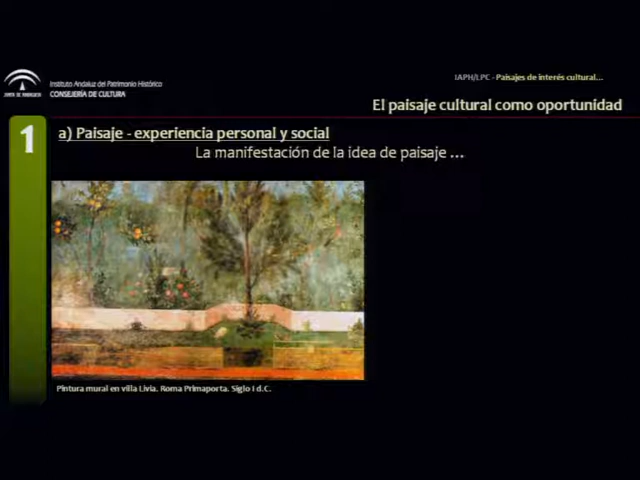 IAPH/LPC - Paisajes de interés cultural...
Instituto Andaluz del Patrimonio Histórico
CONSEJERÍA DE CULTURA
JUNTA DE ANDALUCIA
El paisaje cultural como oportunidad
1
a) Paisaje - experiencia personal y social
La manifestación de la idea de paisaje ...
Pintura mural en villa Livia. Roma Primaporta. Siglo I d.C.